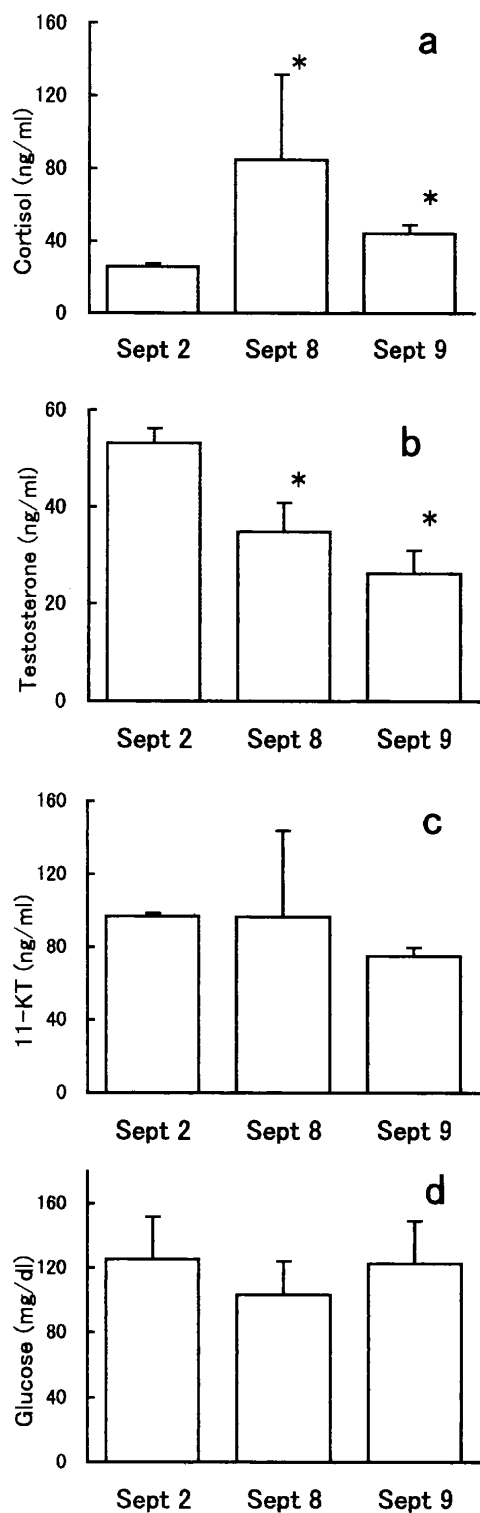 160
a
*
120
80
*
40
0
Cortisol (ng/ml)
Sept 2 Sept 8 Sept 9
60
b
*
40
*
20
0
Testosterone (ng/ml)
Sept 2 Sept 8 Sept 9
160
c
120
80
40
0
11-KT (ng/ml)
Sept 2 Sept 8 Sept 9
d
160
120
80
40
0
Glucose (mg/dl)
Sept 2 Sept 8 Sept 9